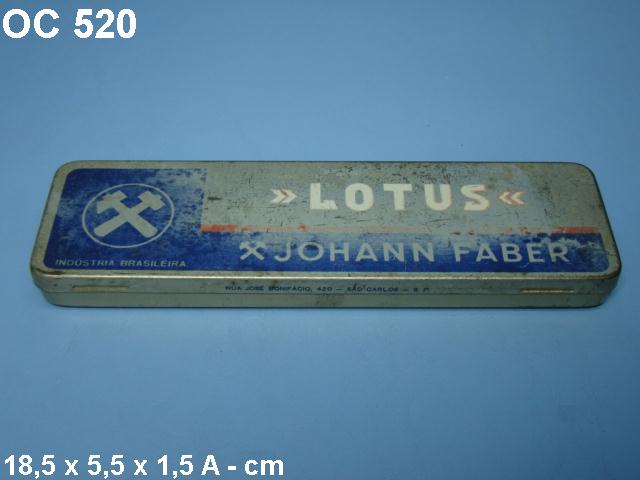 OC 520
»LOTUS«
JOHANN FABER
INDÚSTRIA BRASILEIRA
RUA JOSÉ BONIFÁCIO, 420 — SÃO CARLOS — S. P.
18,5 x 5,5 x 1,5 A - cm